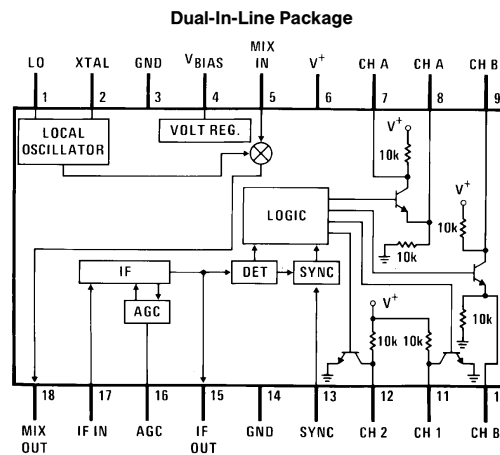 Dual-In-Line Package
LO XTAL GND VBIAS MIX IN V+ CH A CH A CH B
1 2 3 4 5 6 7 8 9
LOCAL OSCILLATOR
VOLT REG.
V+
10k
V+
10k
LOGIC
10k
IF
DET
SYNC
AGC
V+
10k
10k
10k
18 17 16 15 14 13 12 11 1
MIX OUT IF IN AGC IF OUT GND SYNC CH 2 CH 1 CH B